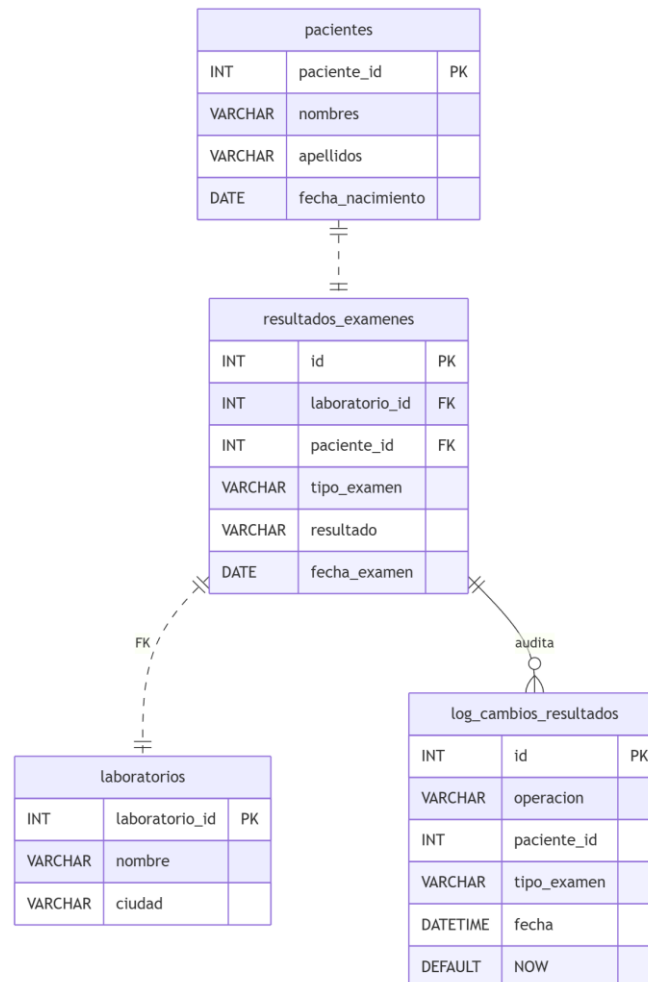 pacientes
INT paciente_id PK
VARCHAR nombres
VARCHAR apellidos
DATE fecha_nacimiento
resultados_examenes
INT id PK
INT laboratorio_id FK
INT paciente_id FK
VARCHAR tipo_examen
VARCHAR resultado
DATE fecha_examen
FK
audita
laboratorios
INT laboratorio_id PK
VARCHAR nombre
VARCHAR ciudad
log_cambios_resultados
INT id PK
VARCHAR operacion
INT paciente_id
VARCHAR tipo_examen
DATETIME fecha
DEFAULT NOW